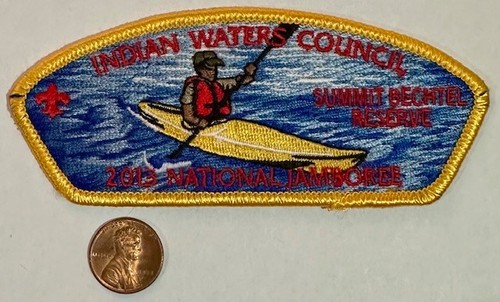 INDIAN WATERS COUNCIL
SUMMIT BECHTEL
RESERVE
2013 NATIONAL JAMBOREE